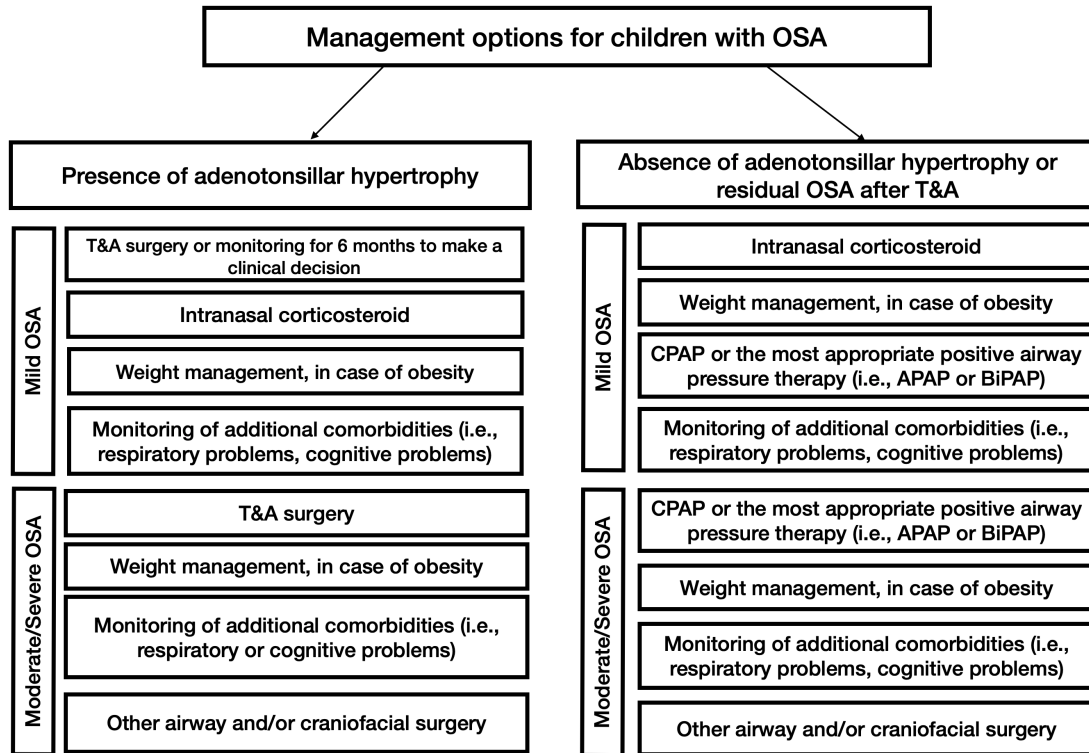 Management options for children with OSA
Presence of adenotonsillar hypertrophy
Mild OSA
T&A surgery or monitoring for 6 months to make a
clinical decision
Intranasal corticosteroid
Weight management, in case of obesity
Monitoring of additional comorbidities (i.e.,
respiratory problems, cognitive problems)
Moderate/Severe OSA
T&A surgery
Weight management, in case of obesity
Monitoring of additional comorbidities (i.e.,
respiratory or cognitive problems)
Other airway and/or craniofacial surgery
Absence of adenotonsillar hypertrophy or
residual OSA after T&A
Mild OSA
Intranasal corticosteroid
Weight management, in case of obesity
CPAP or the most appropriate positive airway
pressure therapy (i.e., APAP or BiPAP)
Monitoring of additional comorbidities (i.e.,
respiratory problems, cognitive problems)
Moderate/Severe OSA
CPAP or the most appropriate positive airway
pressure therapy (i.e., APAP or BiPAP)
Weight management, in case of obesity
Monitoring of additional comorbidities (i.e.,
respiratory problems, cognitive problems)
Other airway and/or craniofacial surgery